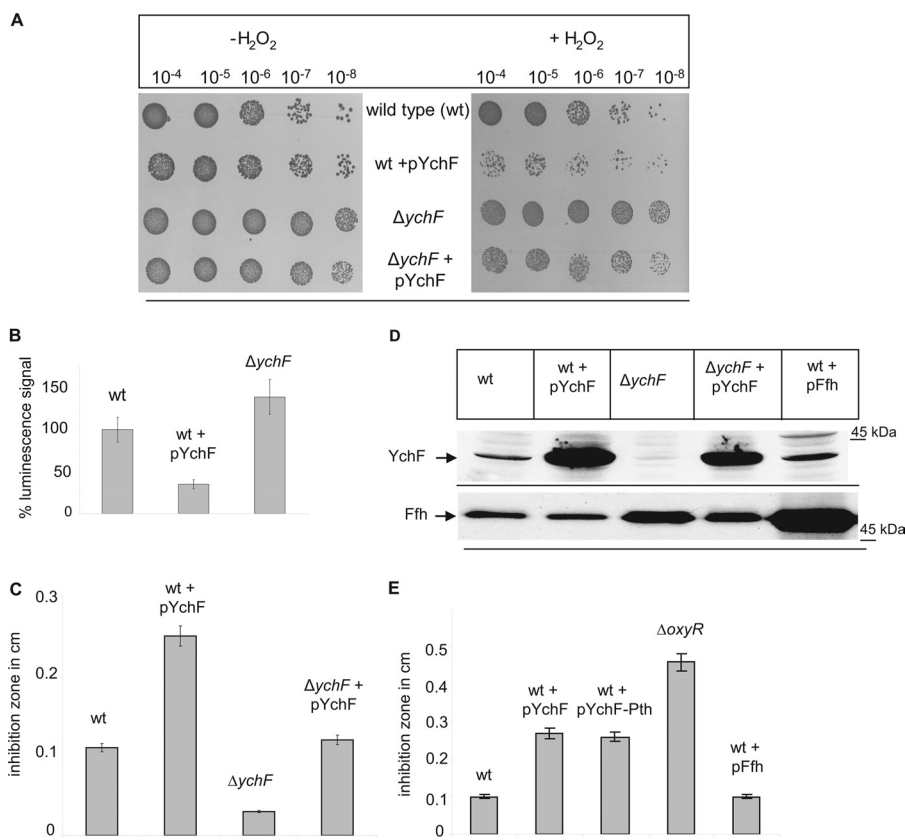 A
-H₂O₂ + H₂O₂
10⁻⁴ 10⁻⁵ 10⁻⁶ 10⁻⁷ 10⁻⁸ 10⁻⁴ 10⁻⁵ 10⁻⁶ 10⁻⁷ 10⁻⁸
wild type (wt)
wt +pYchF
ΔychF
ΔychF +
pYchF
B
% luminescence signal
150
100
50
0
wt
wt +
pYchF
ΔychF
D
wt
wt +
pYchF
ΔychF
ΔychF +
pYchF
wt +
pFfh
45 kDa
YchF
Ffh
45 kDa
C
inhibition zone in cm
0.3
0.2
0.1
0
wt
wt +
pYchF
ΔychF
ΔychF +
pYchF
E
inhibition zone in cm
0.5
0.4
0.3
0.2
0.1
0
wt
wt +
pYchF
wt +
pYchF-Pth
ΔoxyR
wt +
pFfh